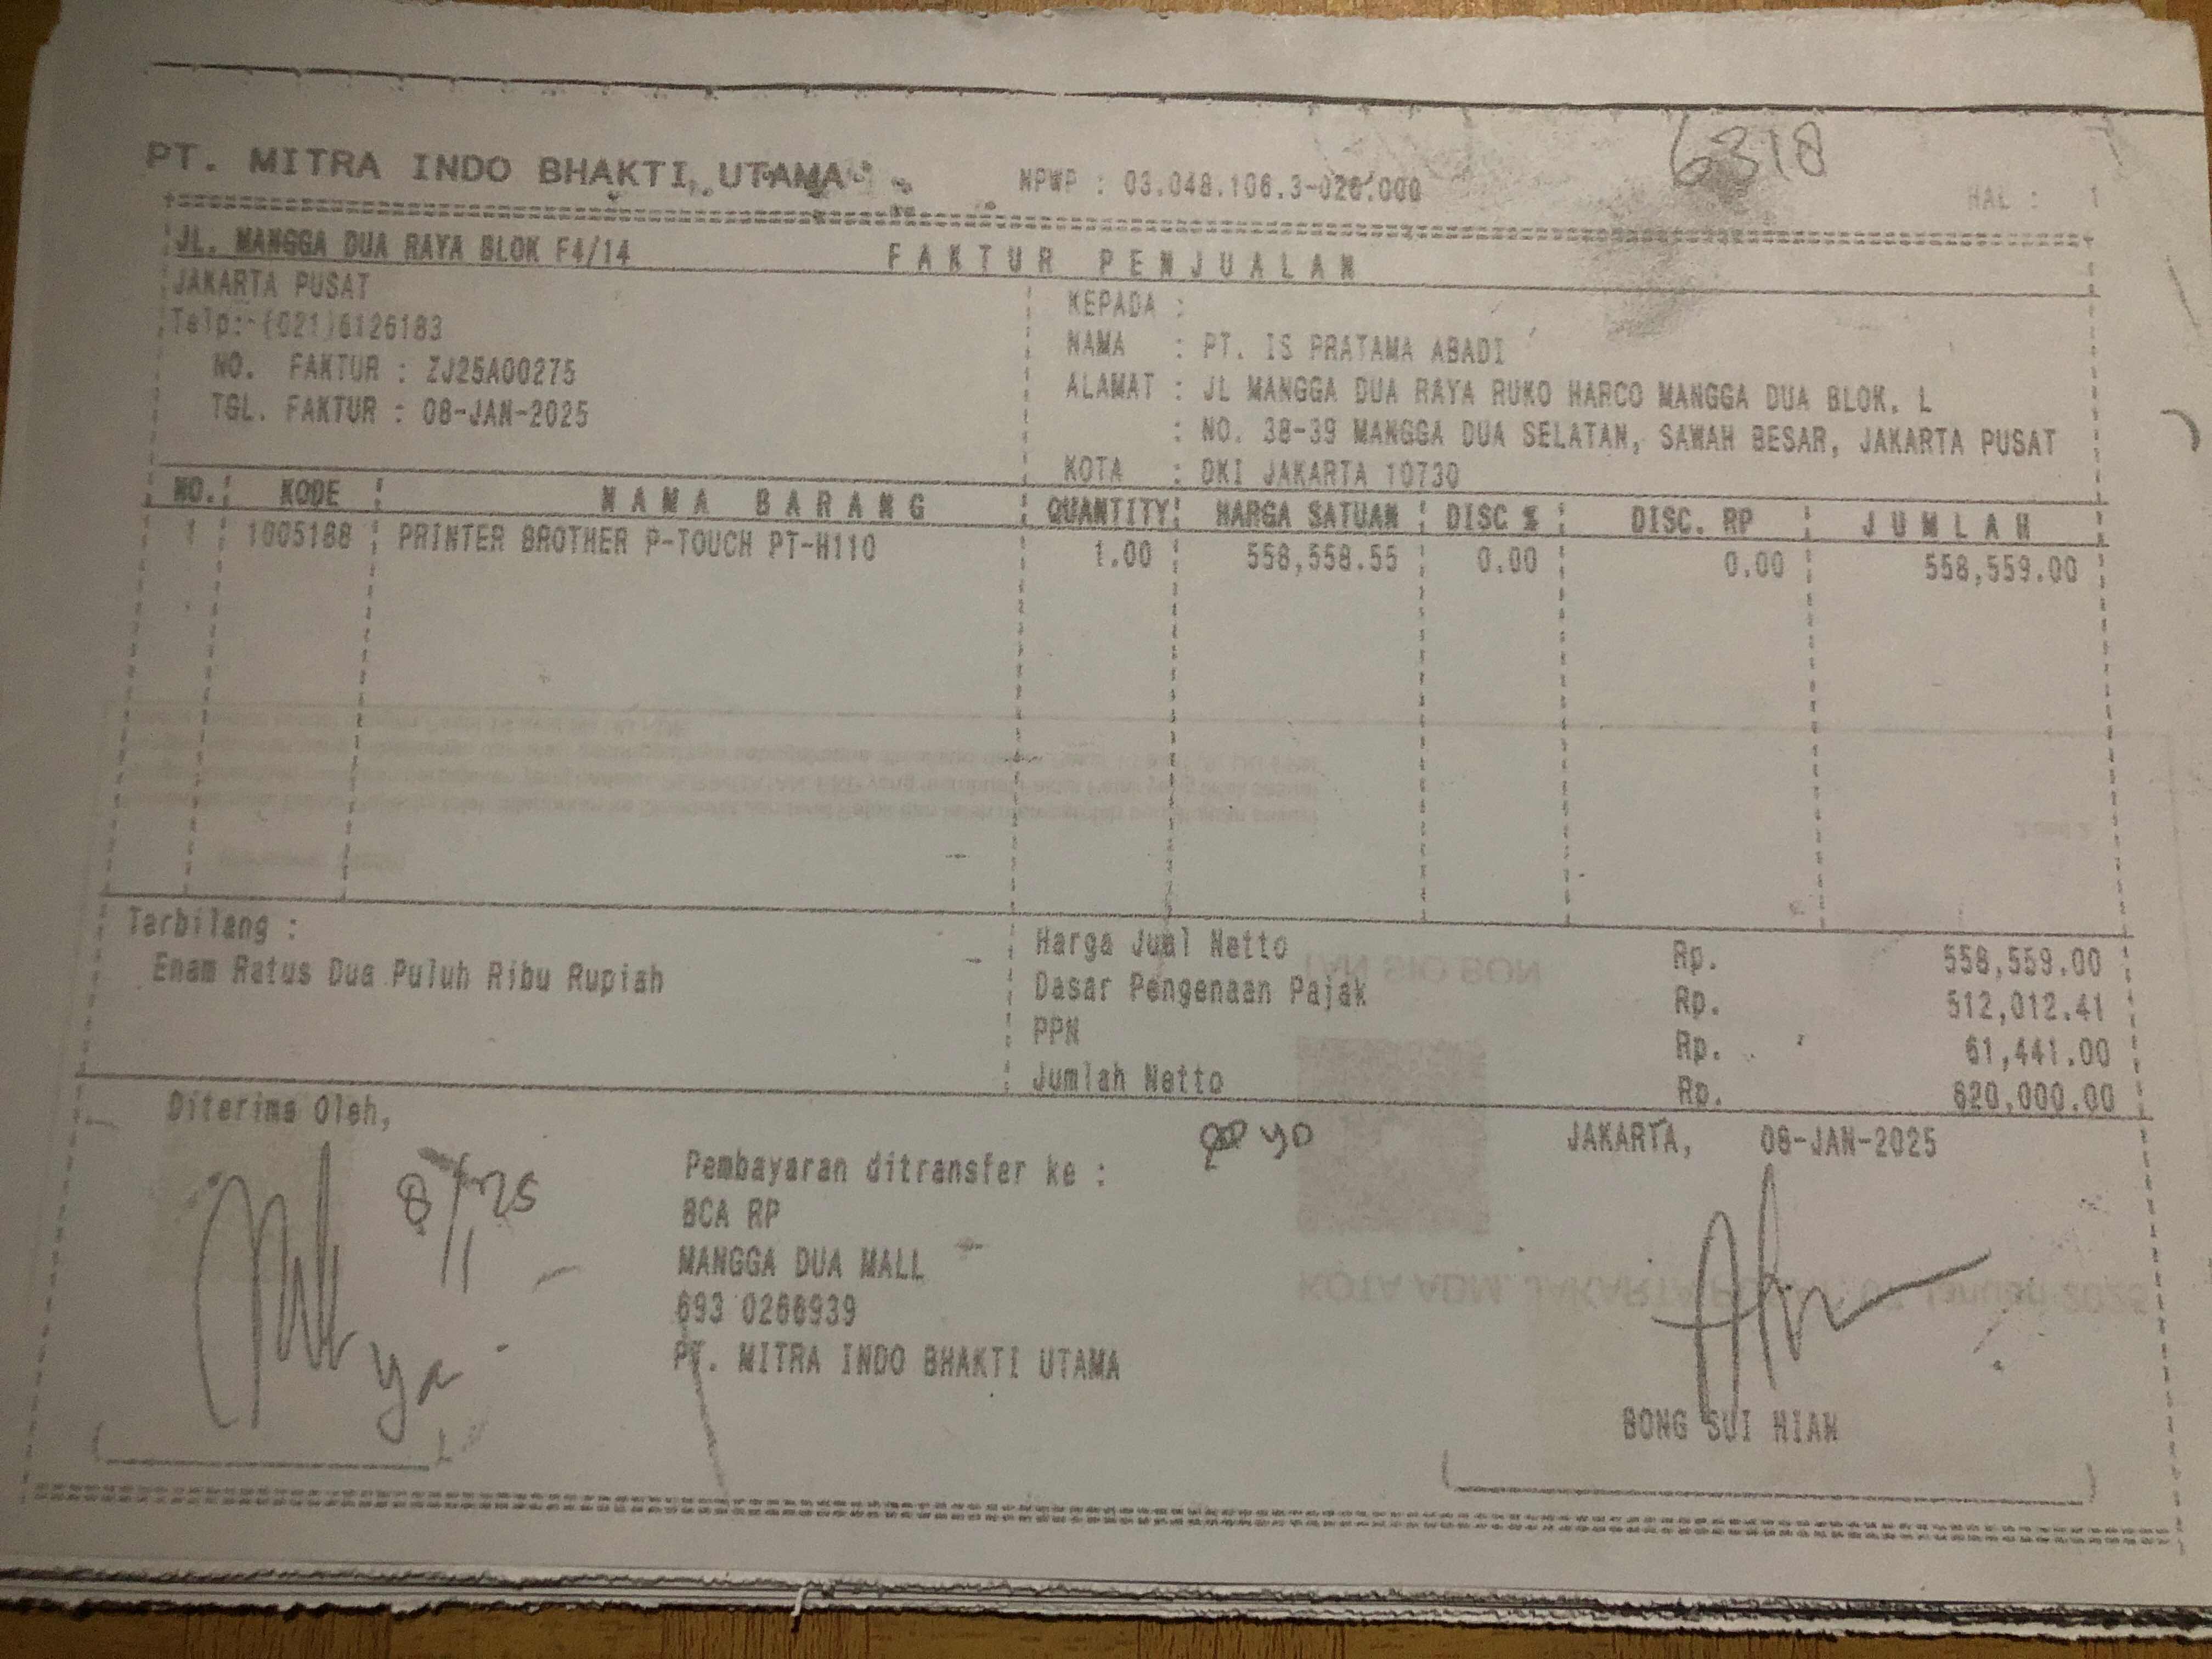 6318
PT. MITRA INDO BHAKTI UTAMA NPWP : 03.048.106.3-026.000 HAL : 1
JL. MANGGA DUA RAYA BLOK F4/14 FAKTUR PENJUALAN
JAKARTA PUSAT
Telp: (021)6126183
NO. FAKTUR : ZJ25A00275
TGL. FAKTUR : 08-JAN-2025
KEPADA :
NAMA : PT. IS PRATAMA ABADI
ALAMAT : JL MANGGA DUA RAYA RUKO HARCO MANGGA DUA BLOK. L
: NO. 38-39 MANGGA DUA SELATAN, SAWAH BESAR, JAKARTA PUSAT
KOTA : DKI JAKARTA 10730
NO. KODE NAMA BARANG QUANTITY HARGA SATUAN DISC % DISC. RP JUMLAH
1 1005188 PRINTER BROTHER P-TOUCH PT-H110 1.00 558,558.55 0.00 0.00 558,559.00
Terbilang :
Enam Ratus Dua Puluh Ribu Rupiah
Harga Jual Netto Rp. 558,559.00
Dasar Pengenaan Pajak Rp. 512,012.41
PPN Rp. 61,441.00
Jumlah Netto Rp. 620,000.00
Diterima Oleh,
8/1/25
Pembayaran ditransfer ke :
BCA RP
MANGGA DUA MALL
693 0266939
PT. MITRA INDO BHAKTI UTAMA
JAKARTA, 08-JAN-2025
BONG SUI HIAN